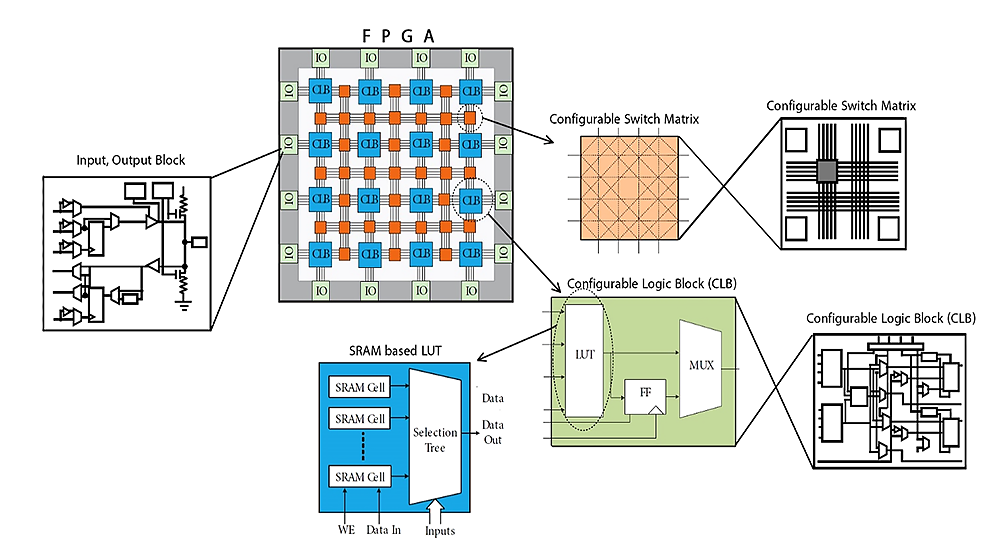 F P G A
IO IO IO IO
IO CLB CLB CLB CLB IO
IO CLB CLB CLB CLB IO
IO CLB CLB CLB CLB IO
IO CLB CLB CLB CLB IO
IO IO IO IO
Input, Output Block
Configurable Switch Matrix
Configurable Switch Matrix
Configurable Logic Block (CLB)
LUT
FF
MUX
Configurable Logic Block (CLB)
SRAM based LUT
SRAM Cell
SRAM Cell
SRAM Cell
Selection
Tree
Data
Data
Out
WE
Data In
Inputs